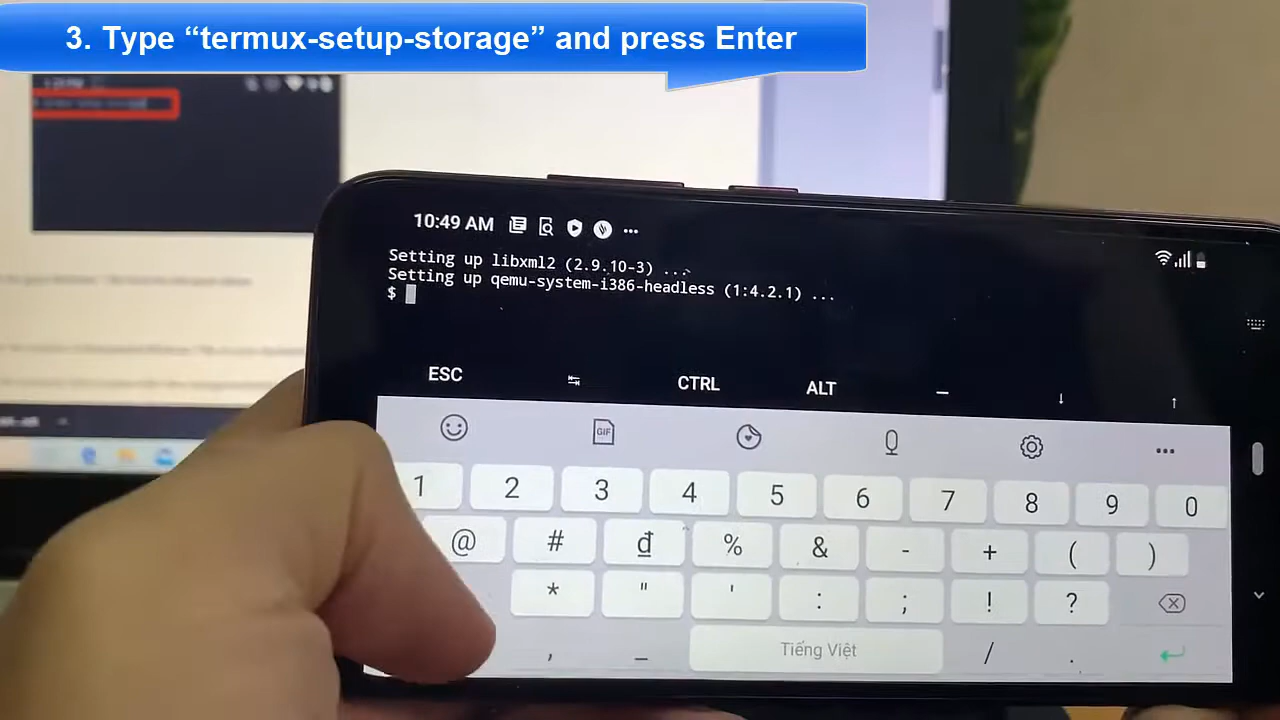 3. Type “termux-setup-storage” and press Enter
10:49 AM
Setting up libxml2 (2.9.10-3) ...
Setting up qemu-system-i386-headless (1:4.2.1) ...
$
ESC CTRL ALT – ↓ ↑
GIF
1 2 3 4 5 6 7 8 9 0
@ # ₫ % & - + ( )
* " ' : ; ! ?
, _ Tiếng Việt / .